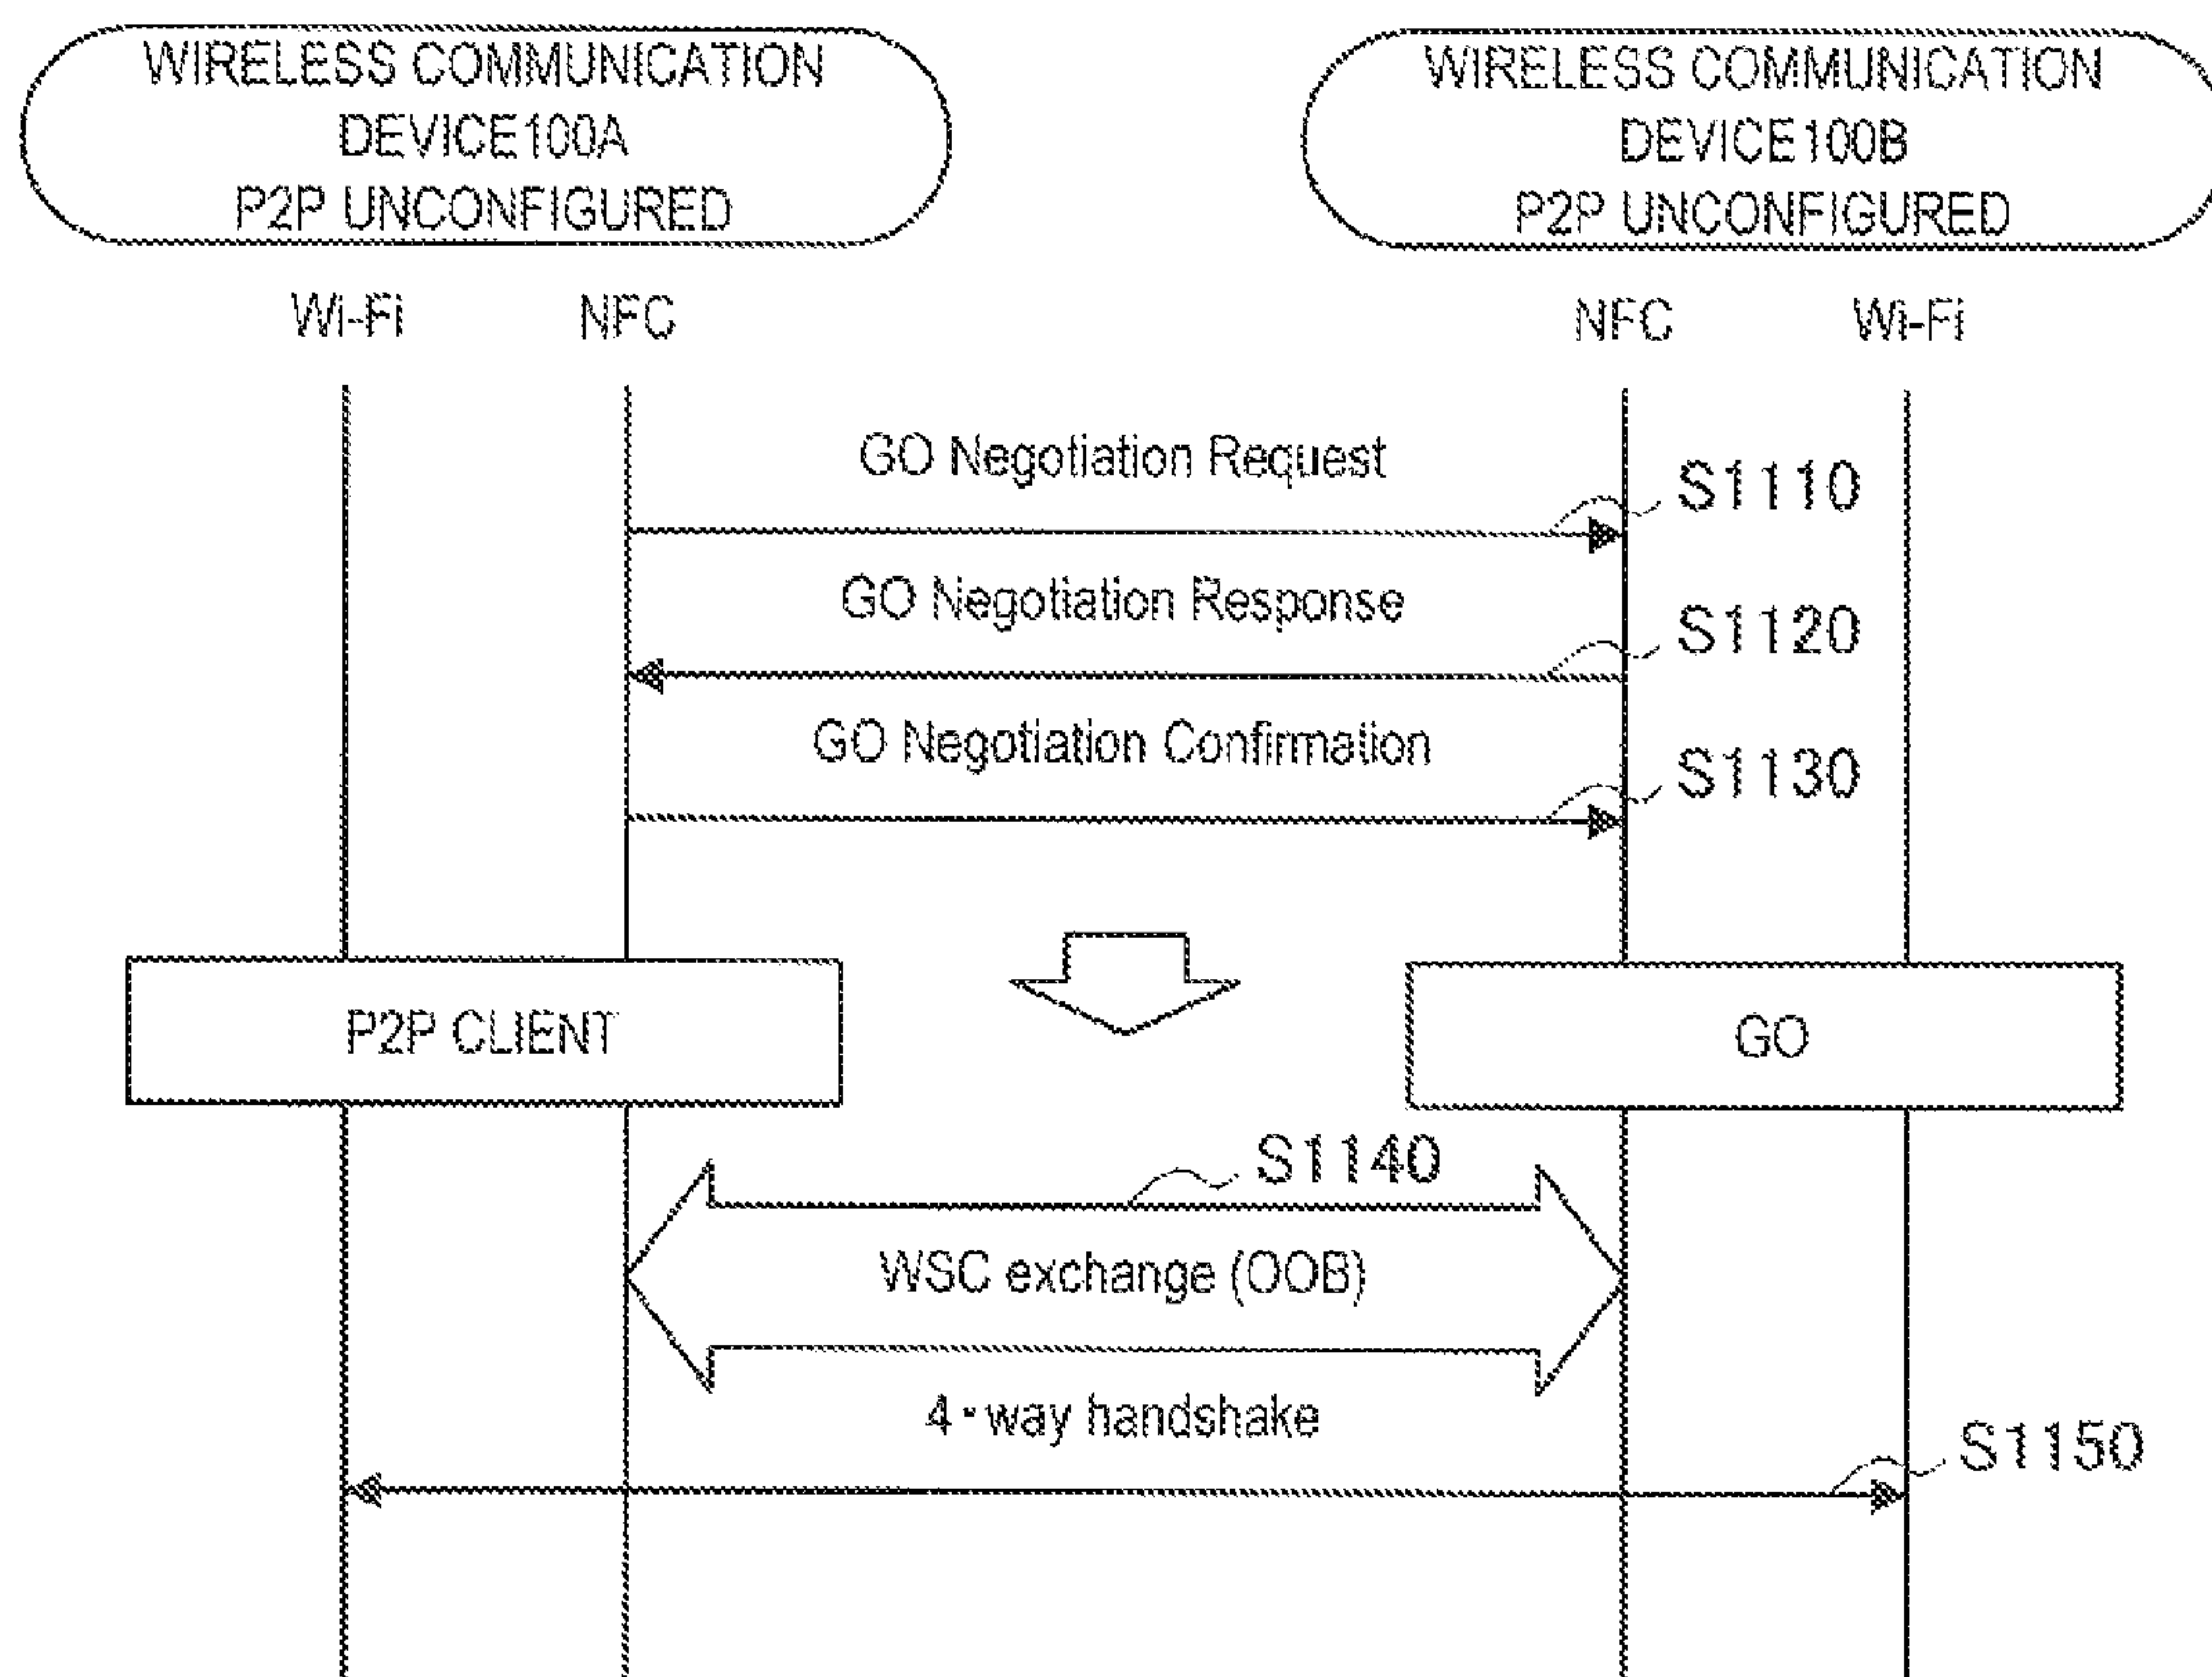 WIRELESS COMMUNICATION
DEVICE100A
P2P UNCONFIGURED
WIRELESS COMMUNICATION
DEVICE100B
P2P UNCONFIGURED
Wi-Fi
NFC
NFC
Wi-Fi
GO Negotiation Request
S1110
GO Negotiation Response
S1120
GO Negotiation Confirmation
S1130
P2P CLIENT
GO
S1140
WSC exchange (OOB)
4-way handshake
S1150